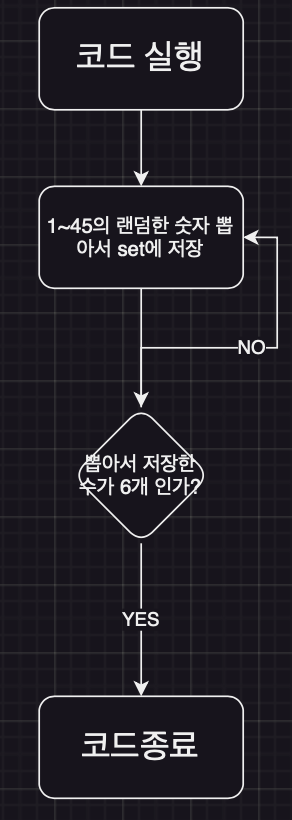 코드 실행
1~45의 랜덤한 숫자 뽑
아서 set에 저장
NO
뽑아서 저장한
수가 6개 인가?
YES
코드종료